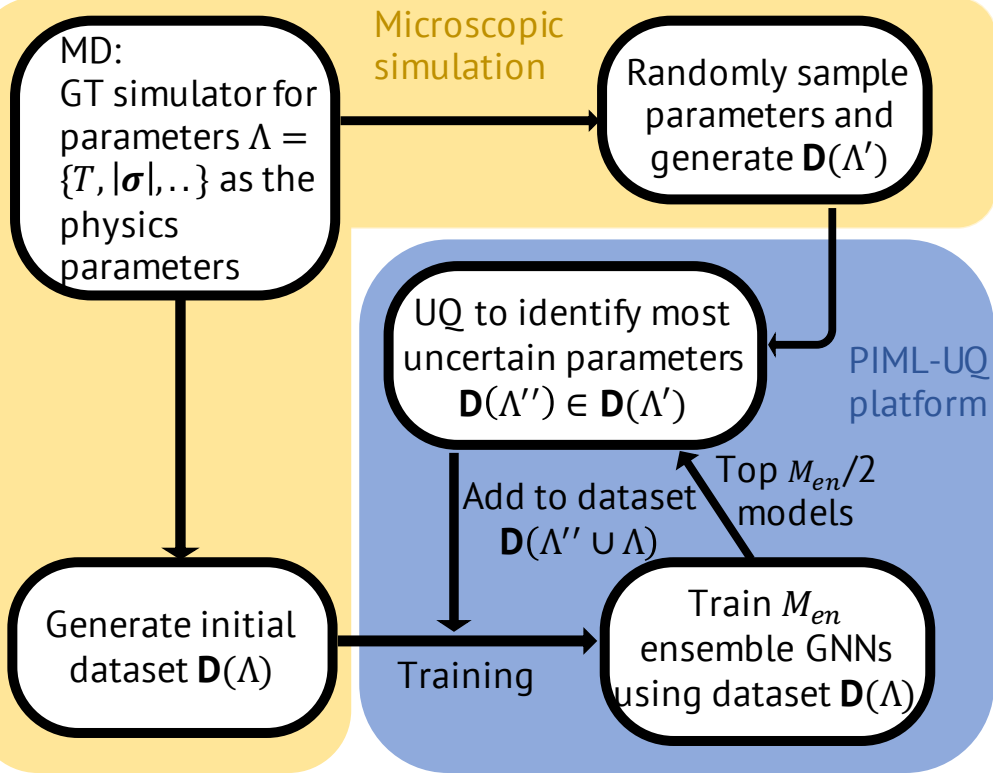 MD:
GT simulator for
parameters Λ =
{T, |σ|, . . } as the
physics
parameters
Microscopic
simulation
Randomly sample
parameters and
generate D(Λ′)
UQ to identify most
uncertain parameters
D(Λ′′) ∈ D(Λ′)
PIML-UQ
platform
Add to dataset
D(Λ′′ ∪ Λ)
Top M_en/2
models
Generate initial
dataset D(Λ)
Training
Train M_en
ensemble GNNs
using dataset D(Λ)